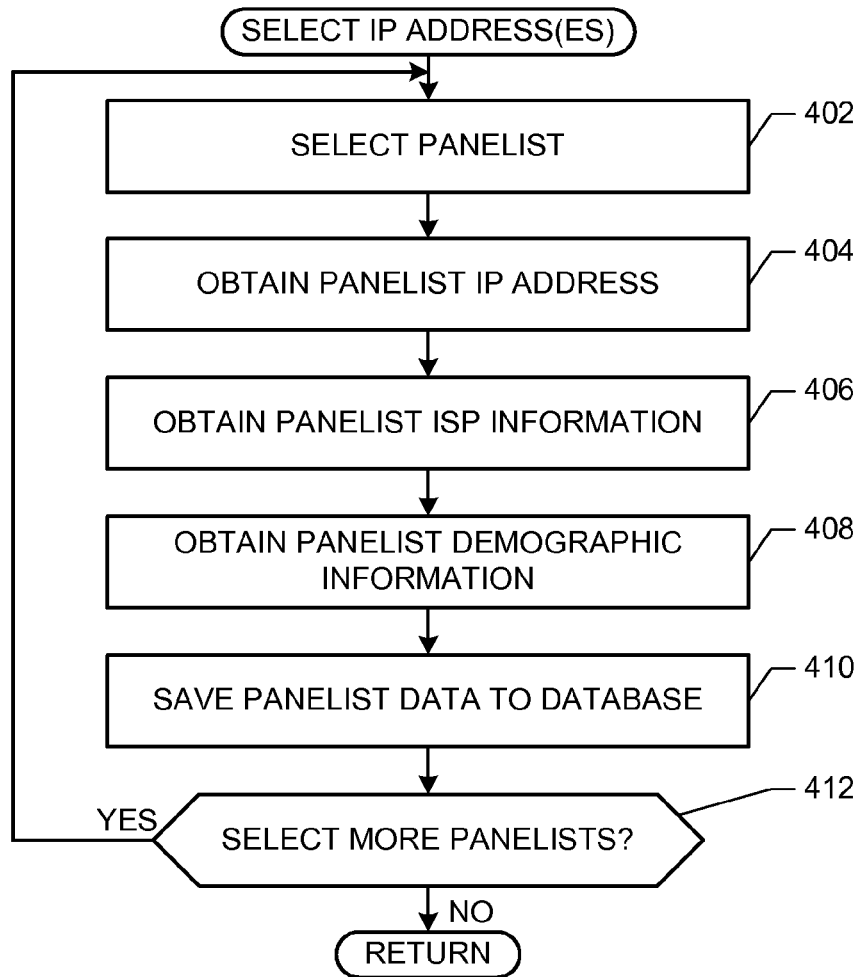 SELECT IP ADDRESS(ES)
SELECT PANELIST
402
OBTAIN PANELIST IP ADDRESS
404
OBTAIN PANELIST ISP INFORMATION
406
OBTAIN PANELIST DEMOGRAPHIC
INFORMATION
408
SAVE PANELIST DATA TO DATABASE
410
YES
SELECT MORE PANELISTS?
412
NO
RETURN